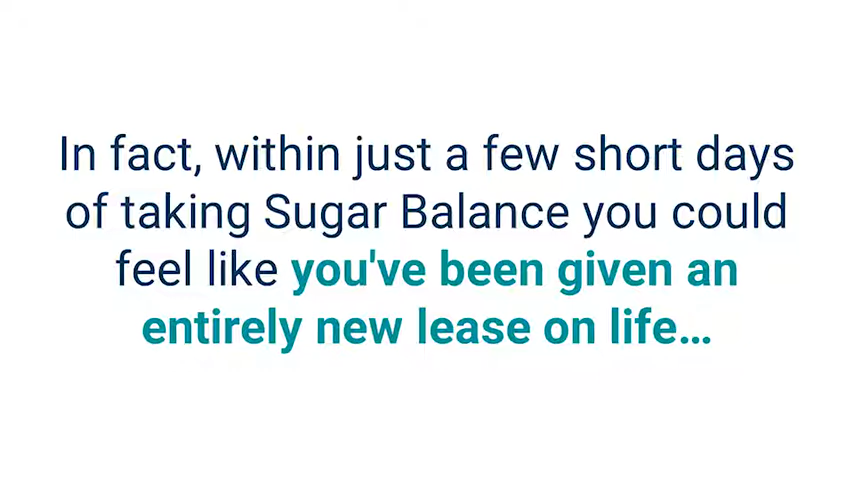 In fact, within just a few short days
of taking Sugar Balance you could
feel like you've been given an
entirely new lease on life...